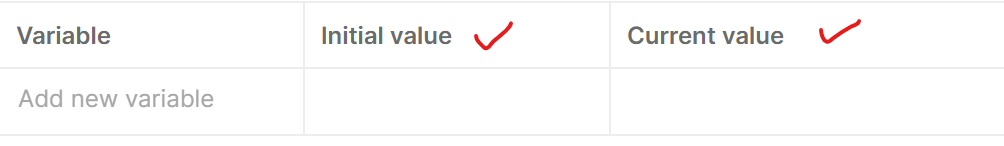 Variable Initial value Current value
Add new variable